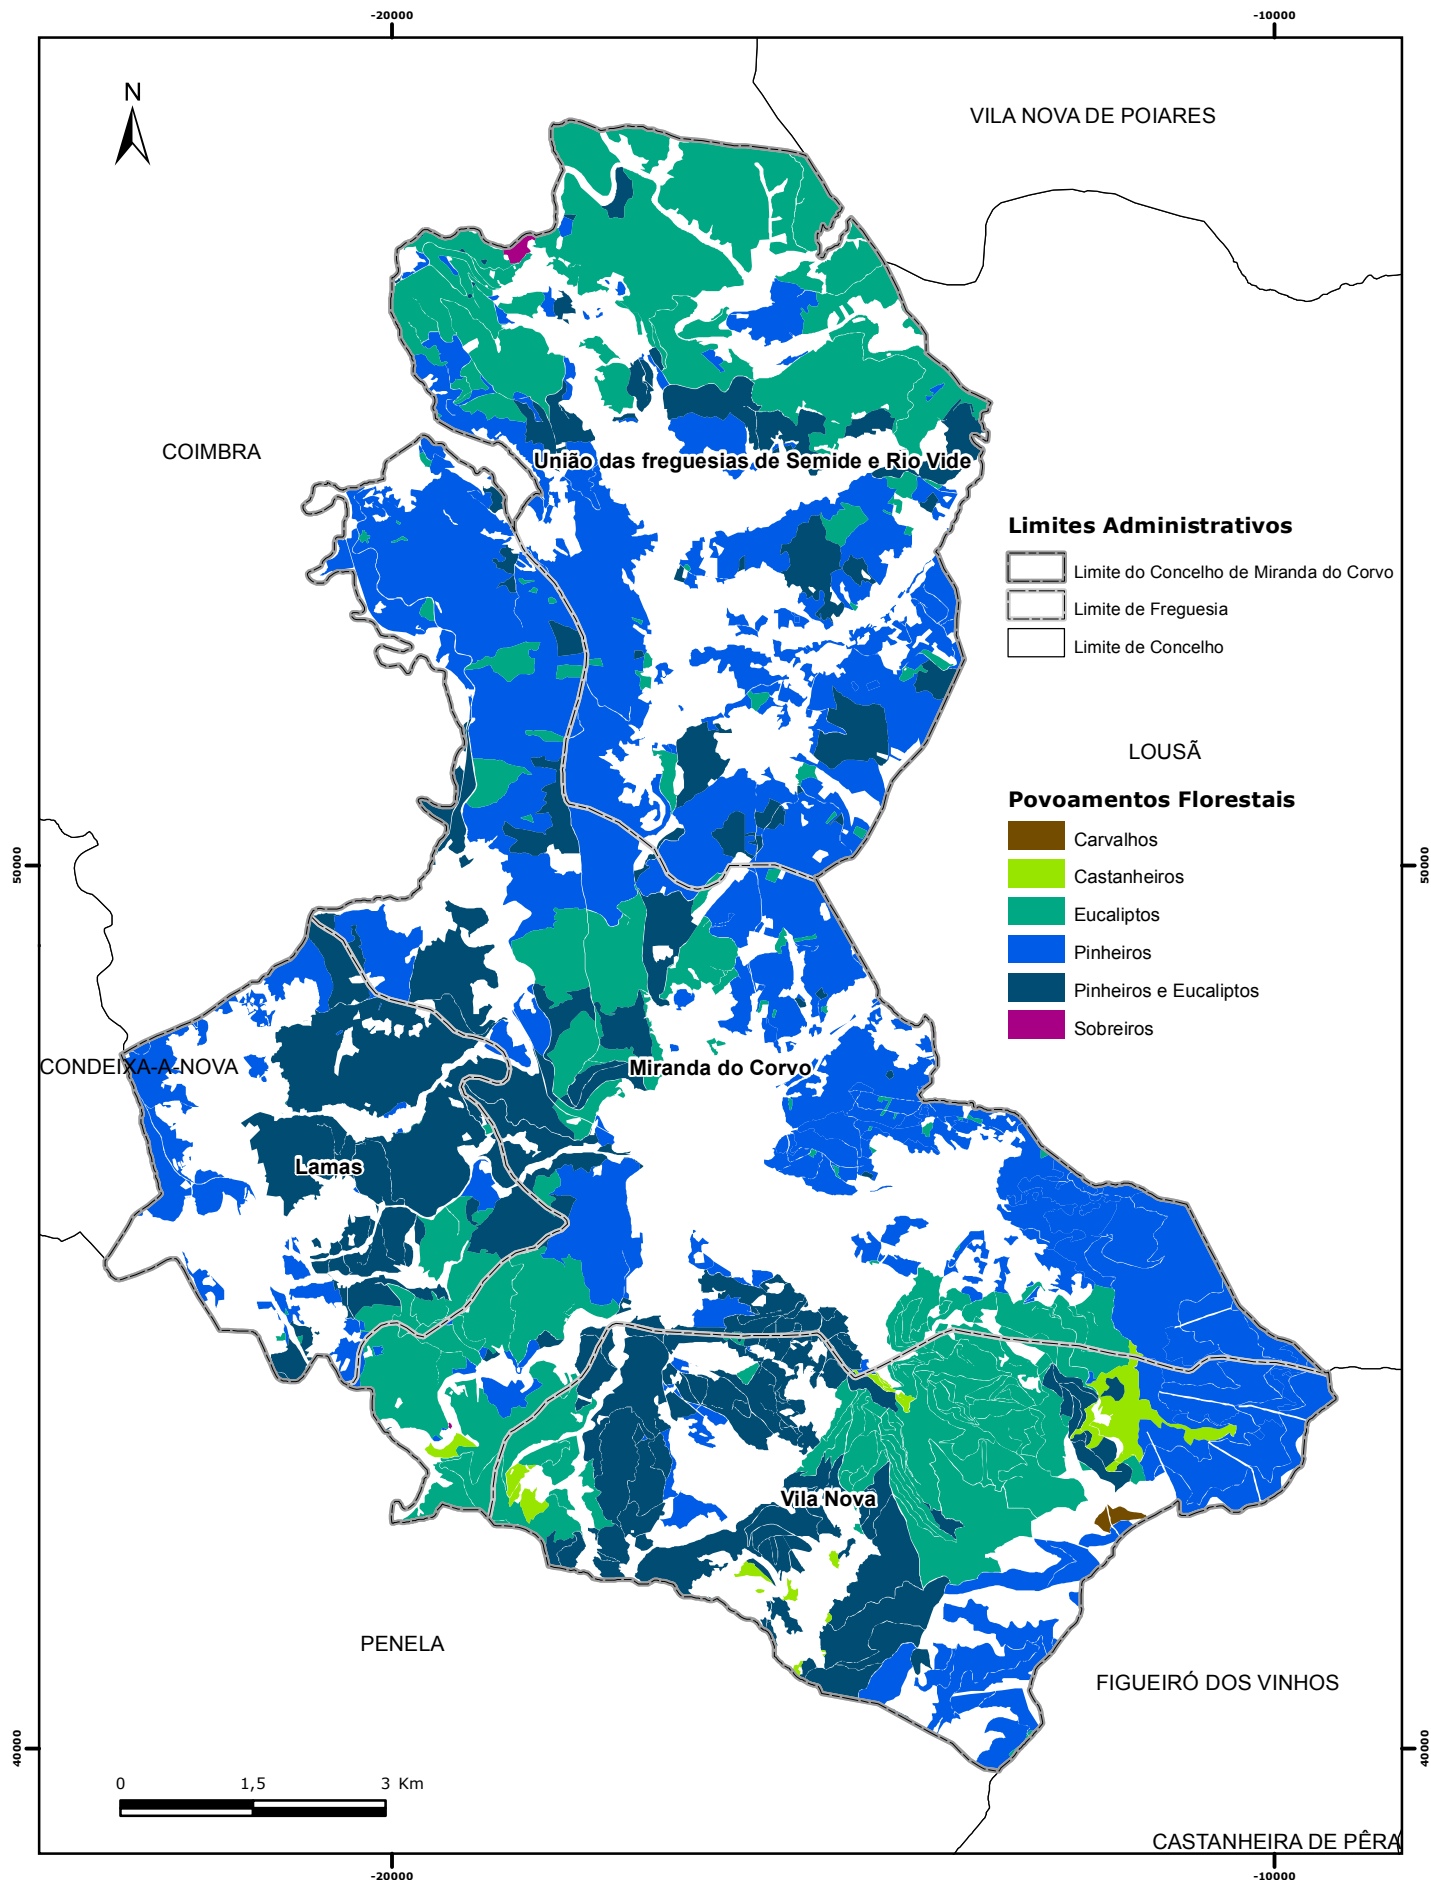 -20000
-10000
N
VILA NOVA DE POIARES
COIMBRA
União das freguesias de Semide e Rio Vide
Limites Administrativos
Limite do Concelho de Miranda do Corvo
Limite de Freguesia
Limite de Concelho
LOUSÃ
Povoamentos Florestais
Carvalhos
Castanheiros
Eucaliptos
Pinheiros
Pinheiros e Eucaliptos
Sobreiros
50000
50000
CONDEIXA-A-NOVA
Miranda do Corvo
Lamas
Vila Nova
PENELA
FIGUEIRÓ DOS VINHOS
40000
40000
0 1,5 3 Km
CASTANHEIRA DE PÊRA
-20000
-10000